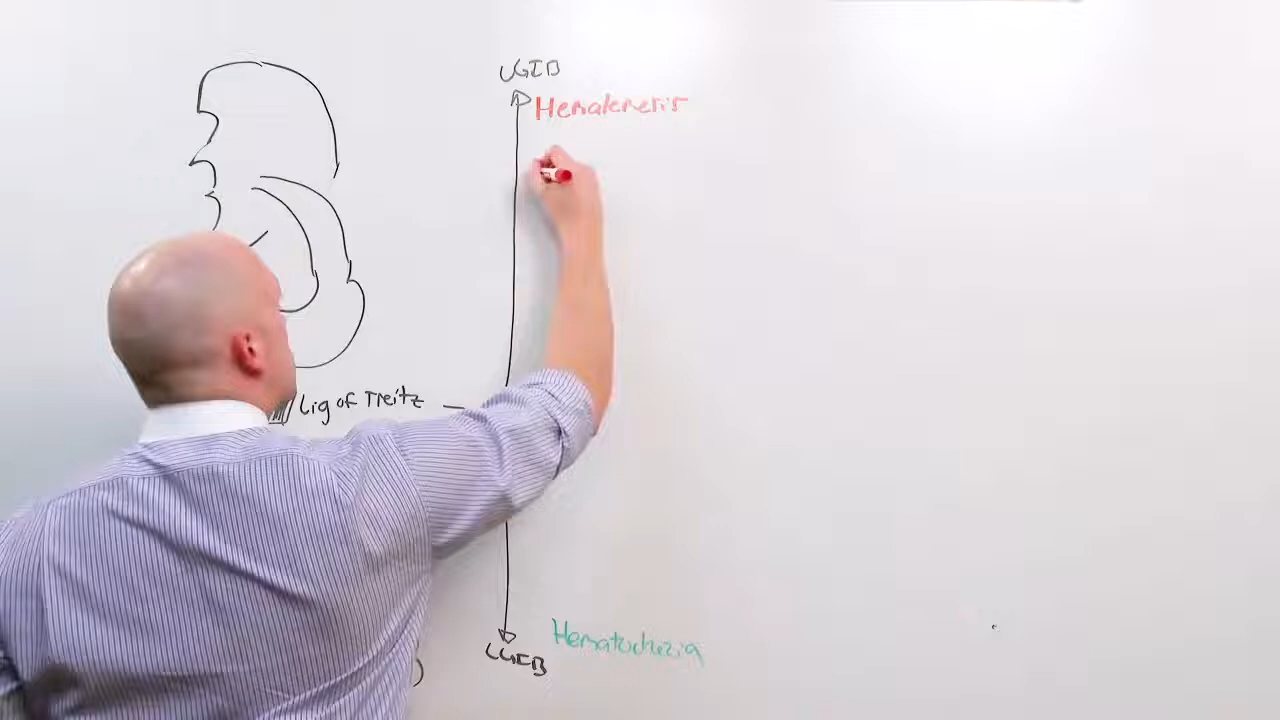 UGIB
Hematemesis
Lig of Treitz
Hematochezia
LGIB